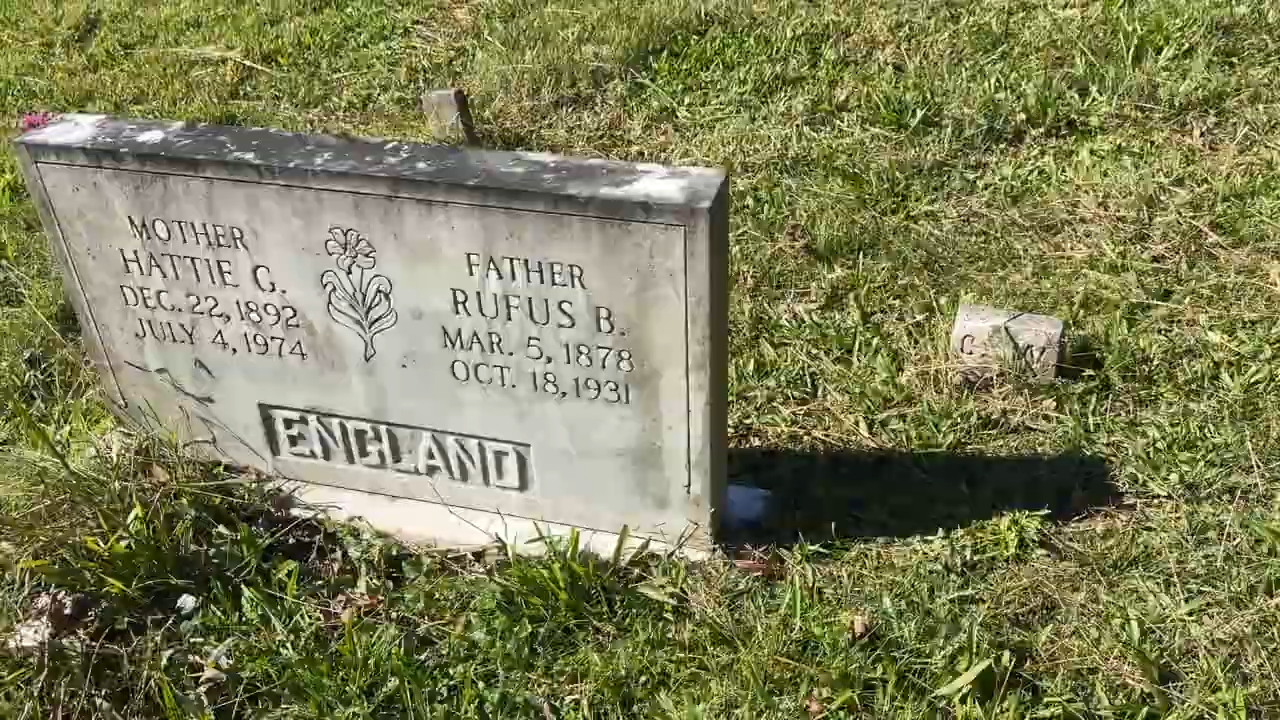 MOTHER
HATTIE G.
DEC. 22, 1892
JULY 4, 1974
FATHER
RUFUS B.
MAR. 5, 1878
OCT. 18, 1931
ENGLAND